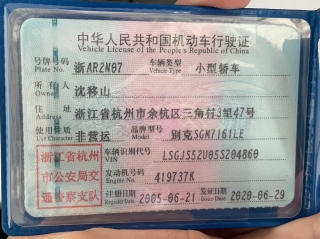 中华人民共和国机动车行驶证
Vehicle License of the People's Republic of China
号牌号码 Plate No. 浙AR2N07 车辆类型 Vehicle Type 小型轿车
所有人 Owner 沈移山
住址 Address 浙江省杭州市余杭区三角村3组47号
使用性质 Use Character 非营运 品牌型号 Model 别克SGM7161LE
浙江省杭州 车辆识别代号 VIN LSGJS52U05S204860
市公安局交 发动机号码 Engine No. 419737K
通警察支队 注册日期 Register Date 2005-06-21 发证日期 Issue Date 2020-06-29